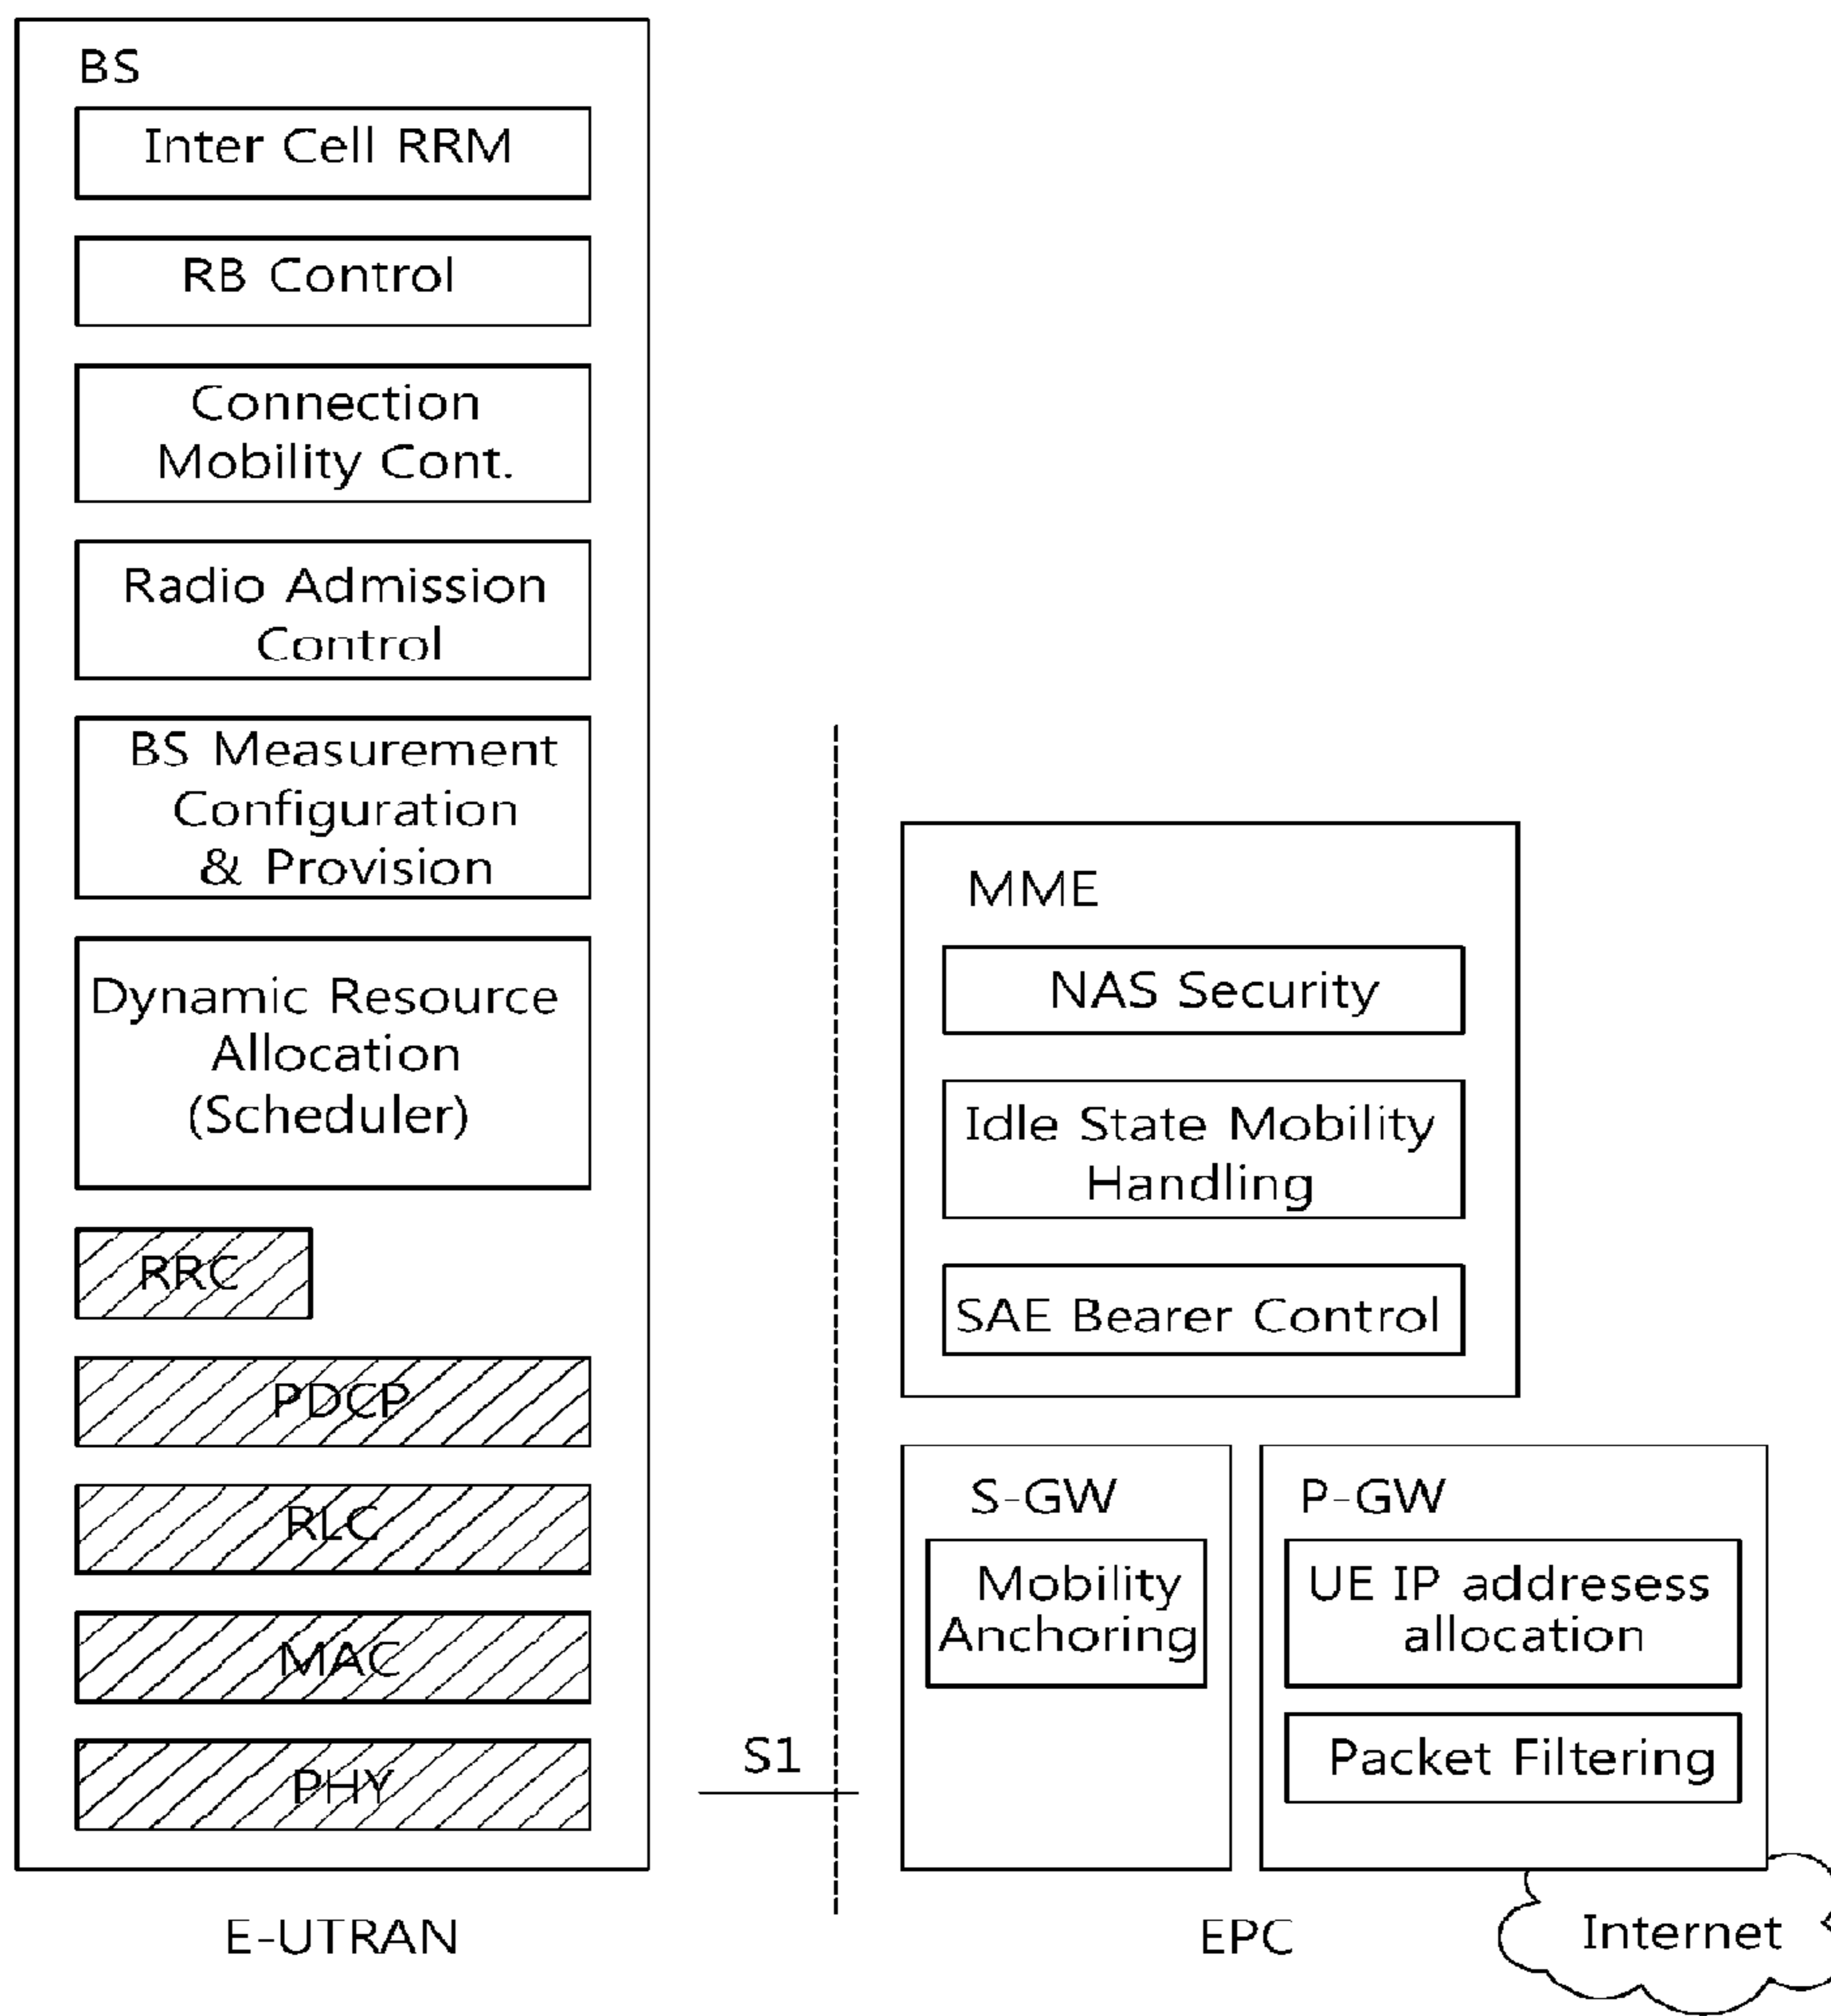 BS
Inter Cell RRM
RB Control
Connection
Mobility Cont.
Radio Admission
Control
BS Measurement
Configuration
& Provision
Dynamic Resource
Allocation
(Scheduler)
RRC
PDCP
RLC
MAC
PHY
S1
MME
NAS Security
Idle State Mobility
Handling
SAE Bearer Control
S-GW
Mobility
Anchoring
P-GW
UE IP addresess
allocation
Packet Filtering
E-UTRAN
EPC
Internet